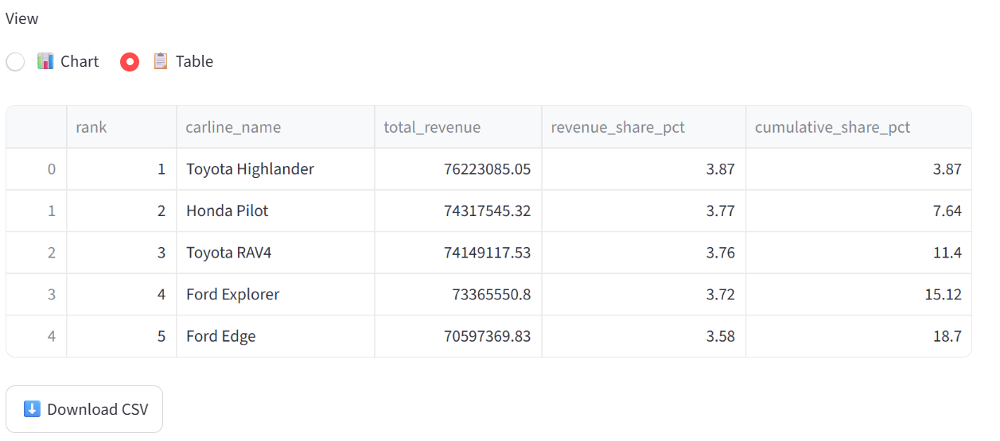 View
Chart Table
rank carline_name total_revenue revenue_share_pct cumulative_share_pct
0 1 Toyota Highlander 76223085.05 3.87 3.87
1 2 Honda Pilot 74317545.32 3.77 7.64
2 3 Toyota RAV4 74149117.53 3.76 11.4
3 4 Ford Explorer 73365550.8 3.72 15.12
4 5 Ford Edge 70597369.83 3.58 18.7
Download CSV